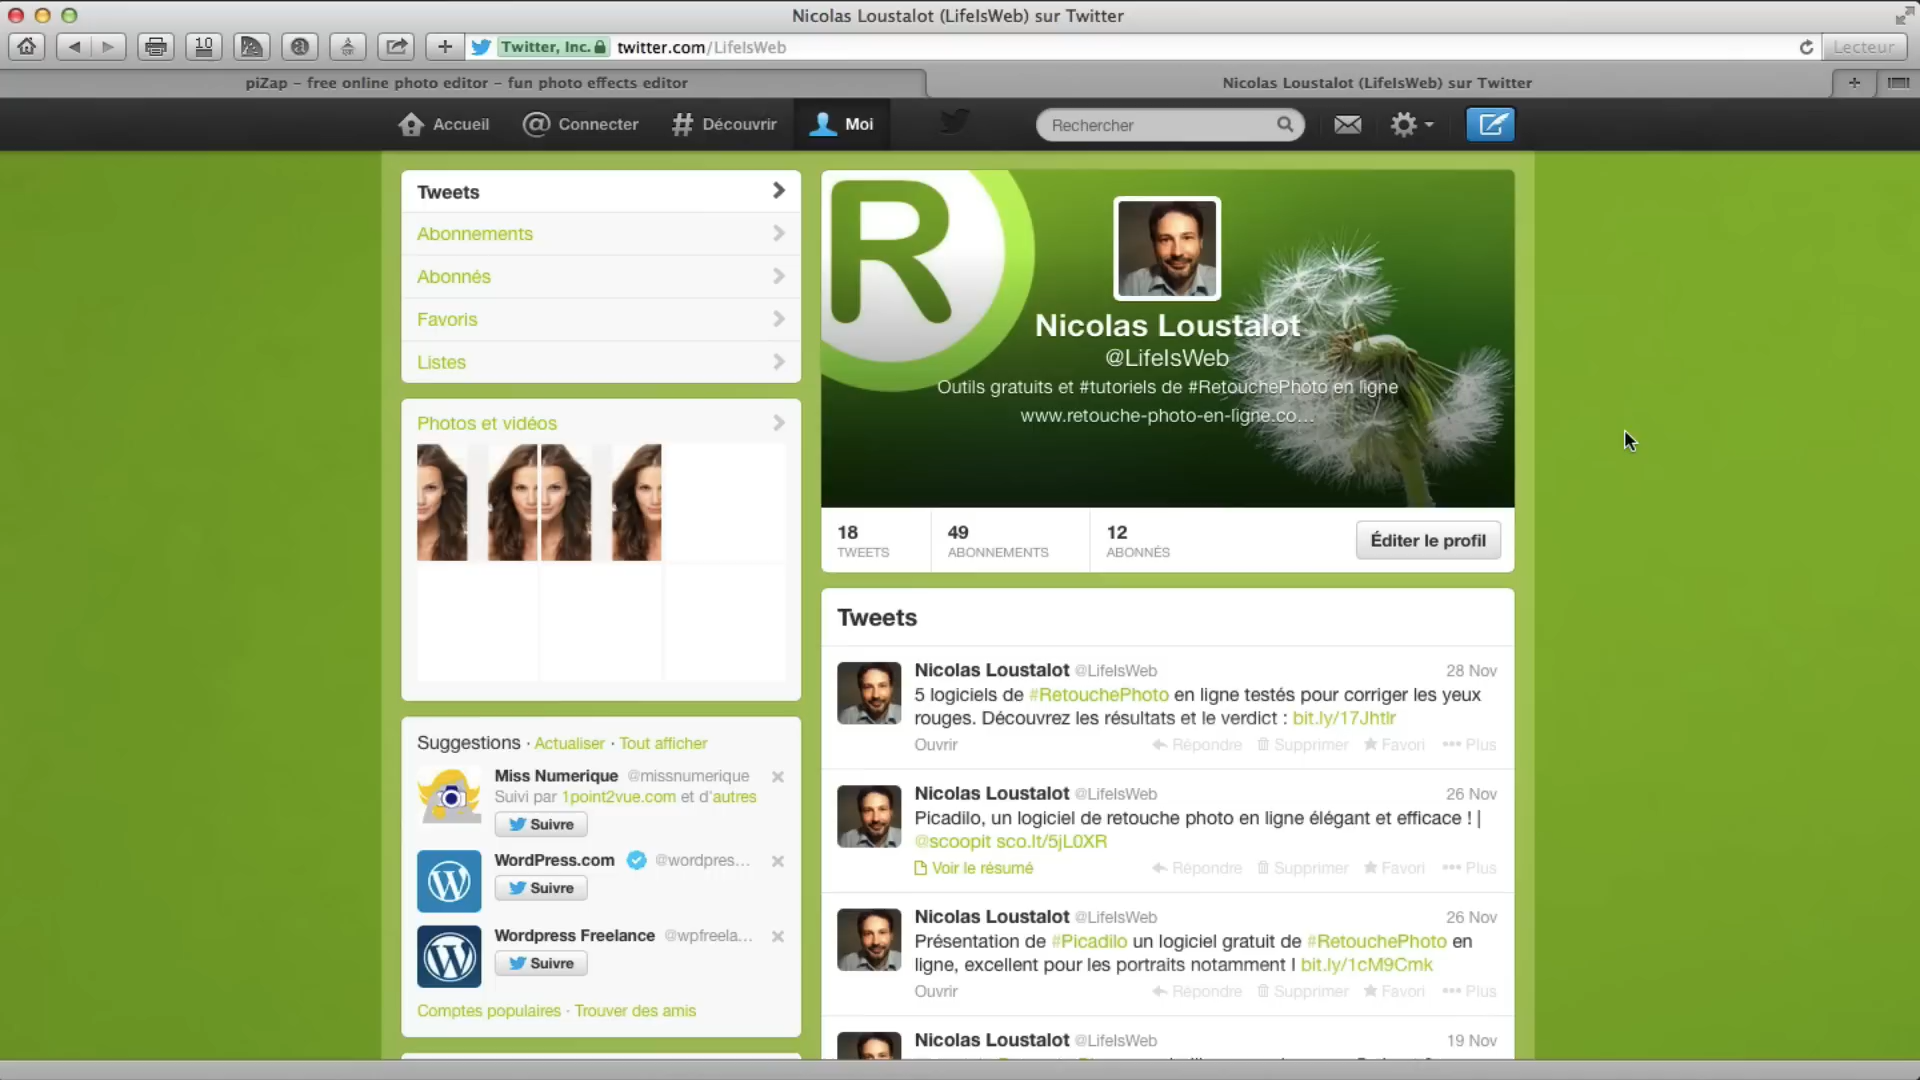 Nicolas Loustalot (LifeIsWeb) sur Twitter
10
Twitter, Inc.
twitter.com/LifeIsWeb
Lecteur
piZap – free online photo editor – fun photo effects editor
Nicolas Loustalot (LifeIsWeb) sur Twitter
Accueil
Connecter
Découvrir
Moi
Rechercher
Tweets
Abonnements
Abonnés
Favoris
Listes
Photos et vidéos
Suggestions · Actualiser · Tout afficher
Miss Numerique @missnumerique
Suivi par 1point2vue.com et d'autres
Suivre
WordPress.com @wordpres...
Suivre
Wordpress Freelance @wpfreela...
Suivre
Comptes populaires · Trouver des amis
R
Nicolas Loustalot
@LifeIsWeb
Outils gratuits et #tutoriels de #RetouchePhoto en ligne
www.retouche-photo-en-ligne.co...
18 TWEETS
49 ABONNEMENTS
12 ABONNÉS
Éditer le profil
Tweets
Nicolas Loustalot @LifeIsWeb 28 Nov
5 logiciels de #RetouchePhoto en ligne testés pour corriger les yeux
rouges. Découvrez les résultats et le verdict : bit.ly/17Jhtlr
Ouvrir Répondre Supprimer Favori Plus
Nicolas Loustalot @LifeIsWeb 26 Nov
Picadilo, un logiciel de retouche photo en ligne élégant et efficace ! |
@scoopit sco.lt/5jL0XR
Voir le résumé Répondre Supprimer Favori Plus
Nicolas Loustalot @LifeIsWeb 26 Nov
Présentation de #Picadilo un logiciel gratuit de #RetouchePhoto en
ligne, excellent pour les portraits notamment ! bit.ly/1cM9Cmk
Ouvrir Répondre Supprimer Favori Plus
Nicolas Loustalot @LifeIsWeb 19 Nov